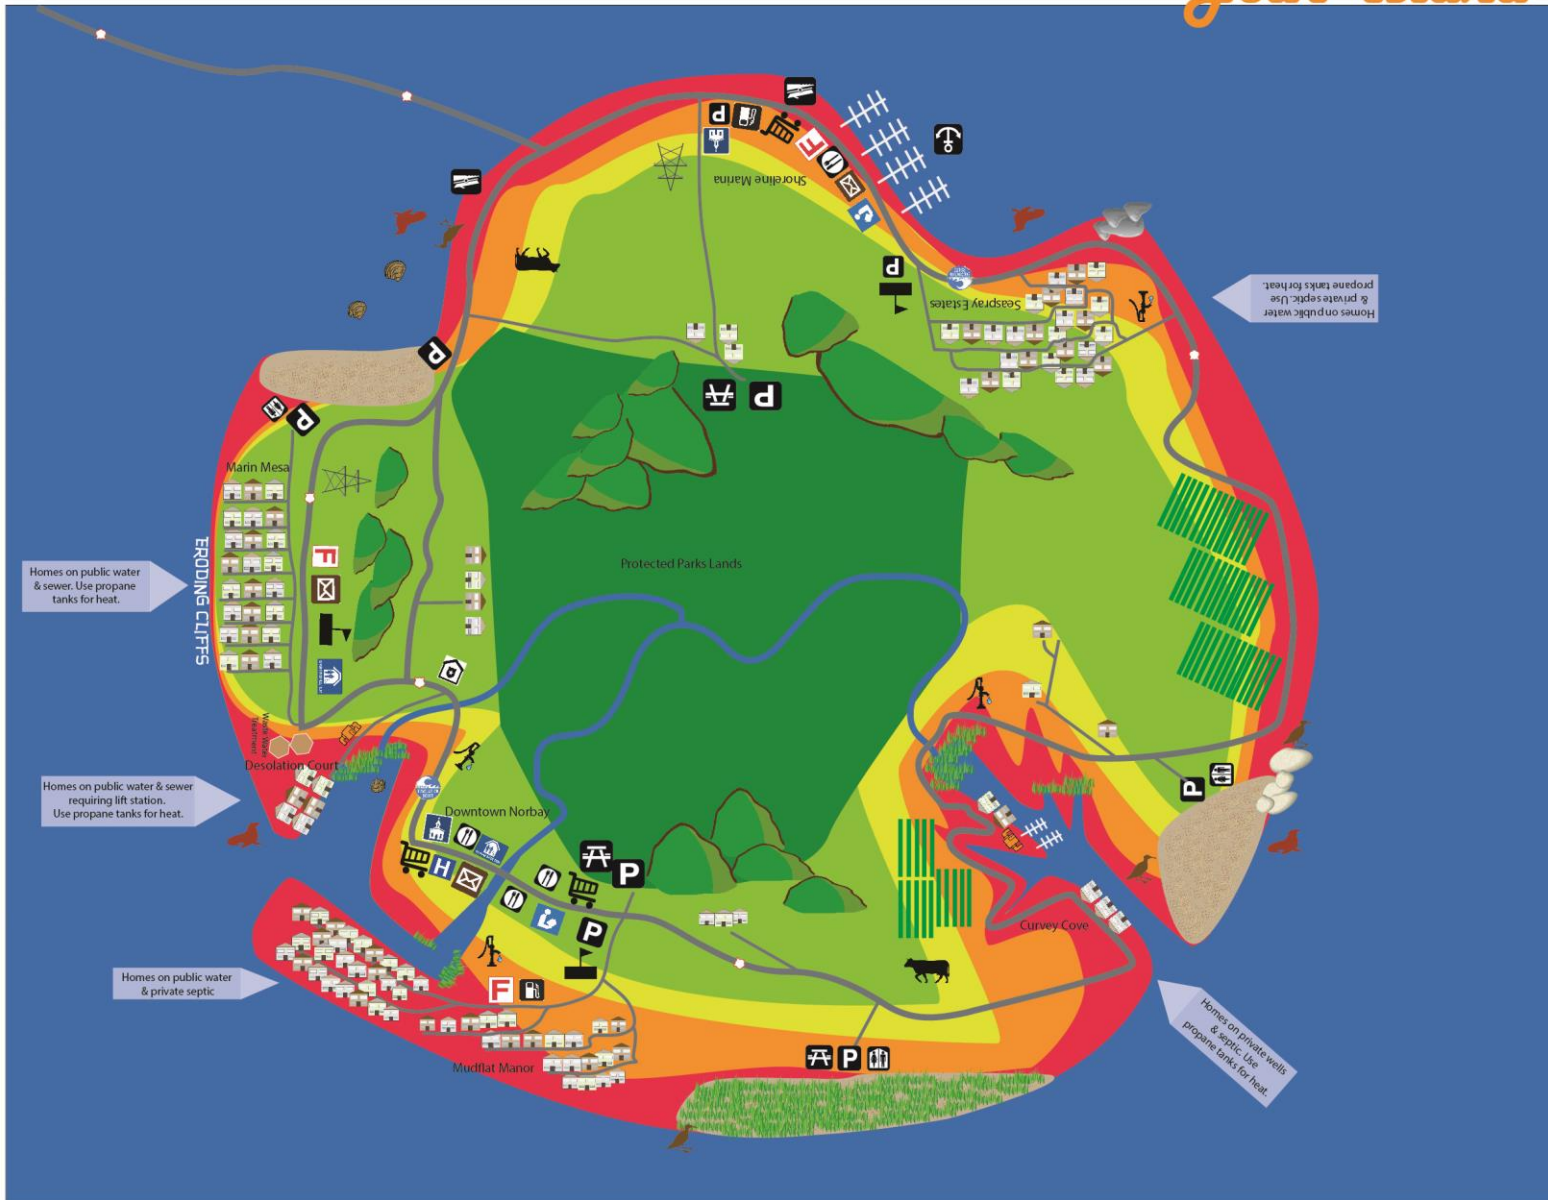 Shoreline Marina
Seaspray Estates
Homes on public water
& private septic. Use
propane tanks for heat.
P
P
F
P
P
P
Marin Mesa
F
ERODING CLIFFS
Protected Parks Lands
Homes on public water
& sewer. Use propane
tanks for heat.
Waste Water
Treatment
Desolation Court
Homes on public water & sewer
requiring lift station.
Use propane tanks for heat.
P
Downtown Norbay
H
P
P
Curvey Cove
Homes on public water
& private septic
F
P
Mudflat Manor
Homes on private wells
& septic. Use
propane tanks for heat.